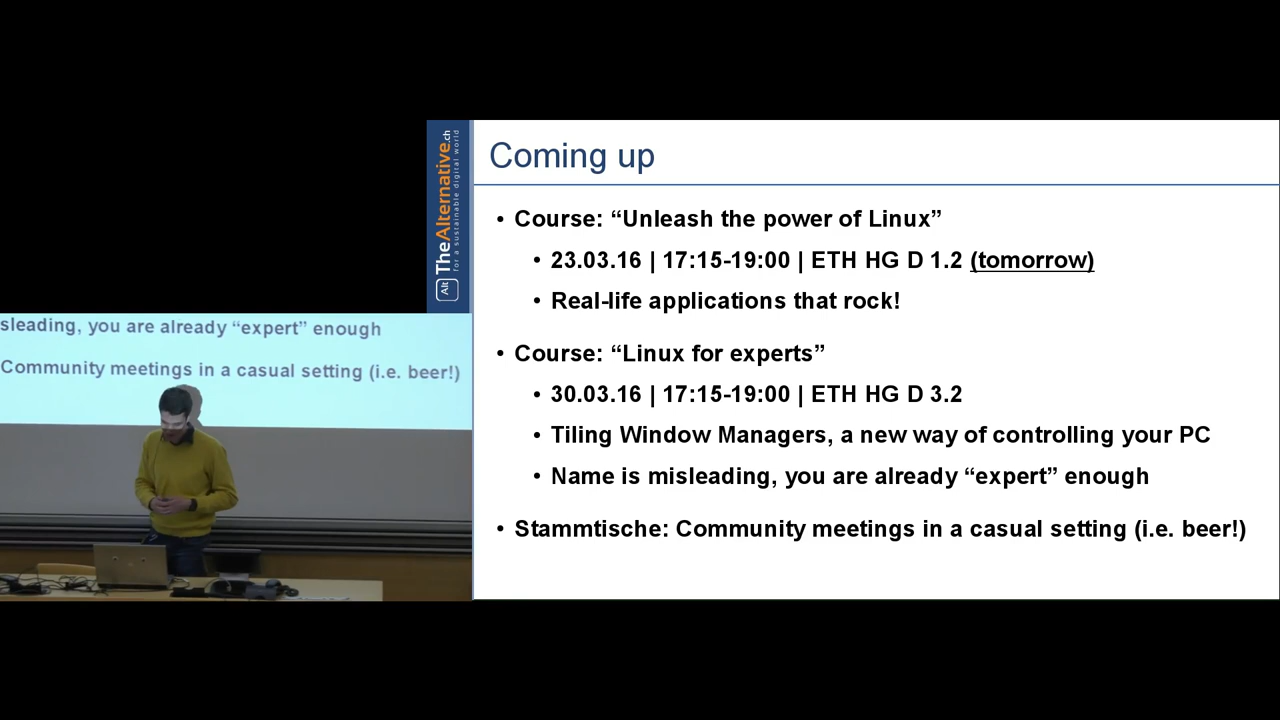 Alt TheAlternative.ch
for a sustainable digital world
Coming up
• Course: “Unleash the power of Linux”
• 23.03.16 | 17:15-19:00 | ETH HG D 1.2 (tomorrow)
• Real-life applications that rock!
• Course: “Linux for experts”
• 30.03.16 | 17:15-19:00 | ETH HG D 3.2
• Tiling Window Managers, a new way of controlling your PC
• Name is misleading, you are already “expert” enough
• Stammtische: Community meetings in a casual setting (i.e. beer!)
sleading, you are already “expert” enough
Community meetings in a casual setting (i.e. beer!)